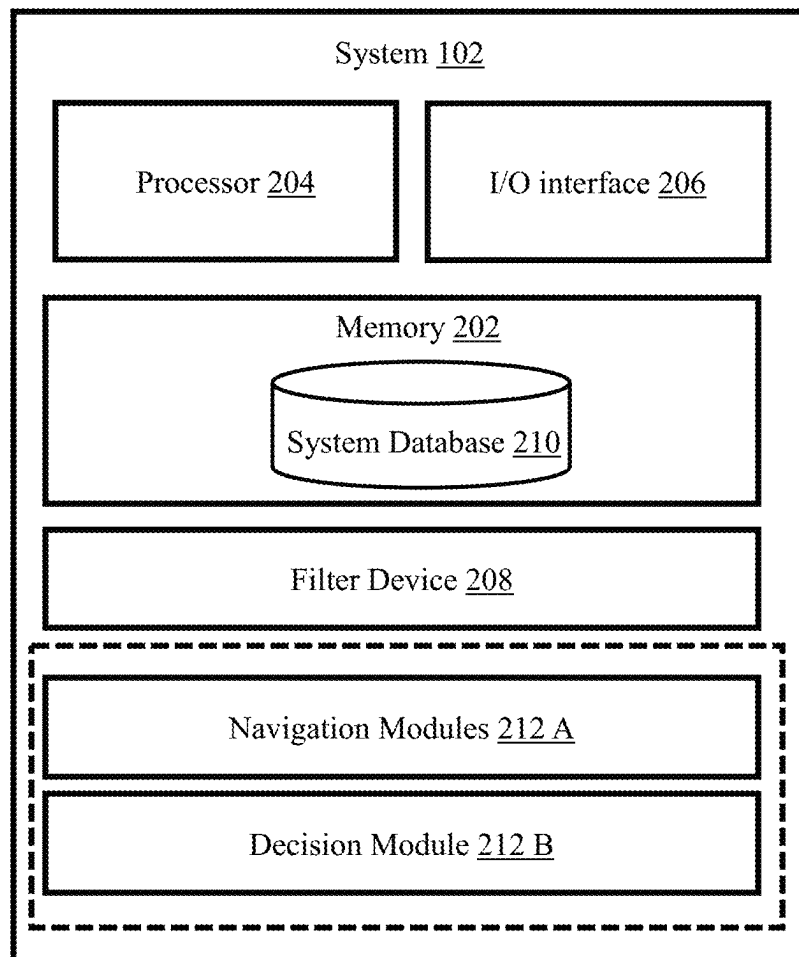 System 102
Processor 204
I/O interface 206
Memory 202
System Database 210
Filter Device 208
Navigation Modules 212 A
Decision Module 212 B